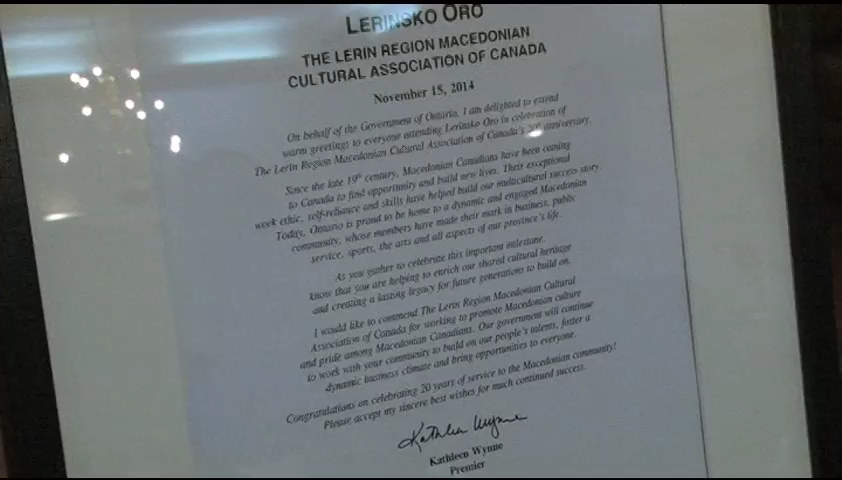 LERINSKO ORO
THE LERIN REGION MACEDONIAN
CULTURAL ASSOCIATION OF CANADA
November 15, 2014
On behalf of the Government of Ontario, I am delighted to extend
warm greetings to everyone attending Lerinsko Oro in celebration of
The Lerin Region Macedonian Cultural Association of Canada's 20th anniversary.
Since the late 19th century, Macedonian Canadians have been coming
to Canada to find opportunity and build new lives. Their exceptional
work ethic, self-reliance and skills have helped build our multicultural success story.
Today, Ontario is proud to be home to a dynamic and engaged Macedonian
community, whose members have made their mark in business, public
service, sports, the arts and all aspects of our province's life.
As you gather to celebrate this important milestone,
know that you are helping to enrich our shared cultural heritage
and creating a lasting legacy for future generations to build on.
I would like to commend The Lerin Region Macedonian Cultural
Association of Canada for working to promote Macedonian culture
and pride among Macedonian Canadians. Our government will continue
to work with your community to build on our people's talents, foster a
dynamic business climate and bring opportunities to everyone.
Congratulations on celebrating 20 years of service to the Macedonian community!
Please accept my sincere best wishes for much continued success.
Kathleen Wynne
Kathleen Wynne
Premier